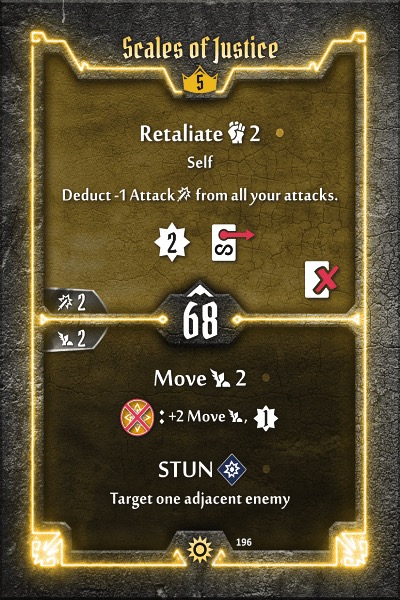 Scales of Justice
5
Retaliate 2
Self
Deduct -1 Attack from all your attacks.
2
2
68
2
Move 2
: +2 Move , 1
STUN
Target one adjacent enemy
196